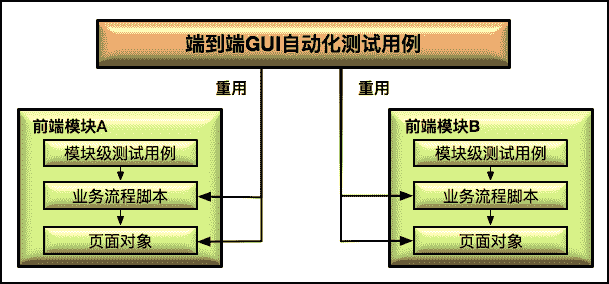 端到端GUI自动化测试用例
重用
重用
前端模块A
模块级测试用例
业务流程脚本
页面对象
前端模块B
模块级测试用例
业务流程脚本
页面对象